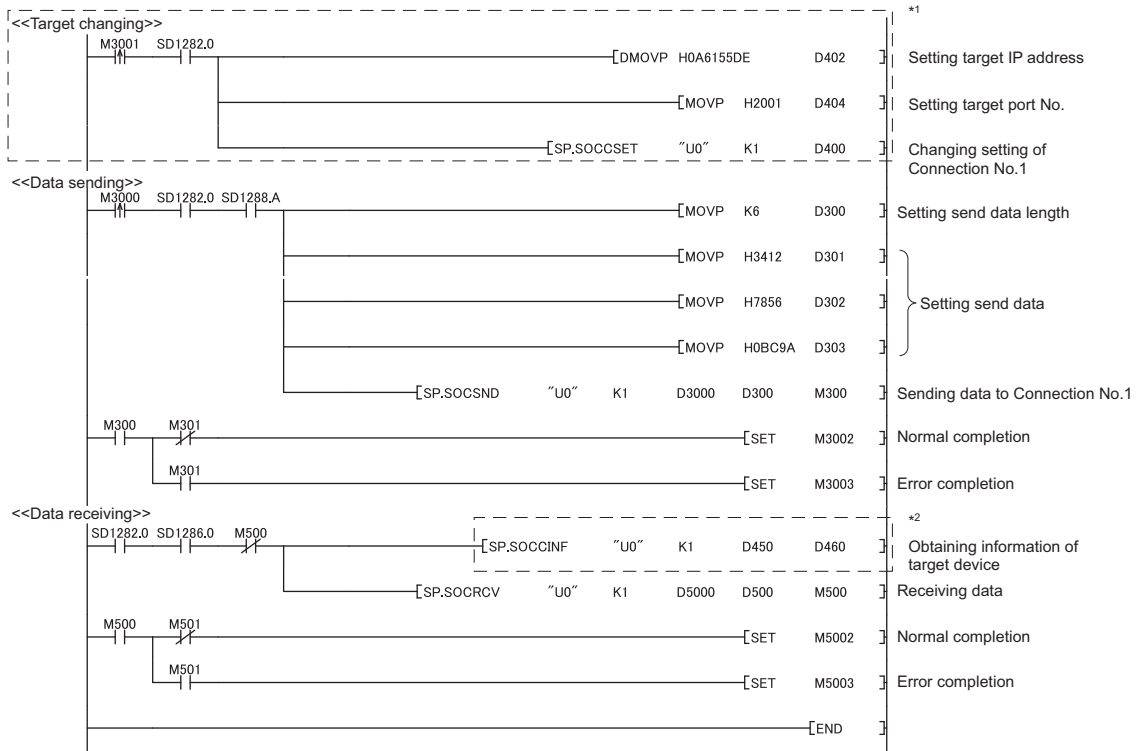 *1
<<Target changing>>
M3001 SD1282.0
DMOVP H0A6155DE D402 Setting target IP address
MOVP H2001 D404 Setting target port No.
SP.SOCCSET "U0" K1 D400 Changing setting of
Connection No.1
<<Data sending>>
M3000 SD1282.0 SD1288.A
MOVP K6 D300 Setting send data length
MOVP H3412 D301
MOVP H7856 D302 Setting send data
MOVP H0BC9A D303
SP.SOCSND "U0" K1 D3000 D300 M300 Sending data to Connection No.1
M300 M301
SET M3002 Normal completion
M301
SET M3003 Error completion
<<Data receiving>>
*2
SD1282.0 SD1286.0 M500
SP.SOCCINF "U0" K1 D450 D460 Obtaining information of
target device
SP.SOCRCV "U0" K1 D5000 D500 M500 Receiving data
M500 M501
SET M5002 Normal completion
M501
SET M5003 Error completion
END